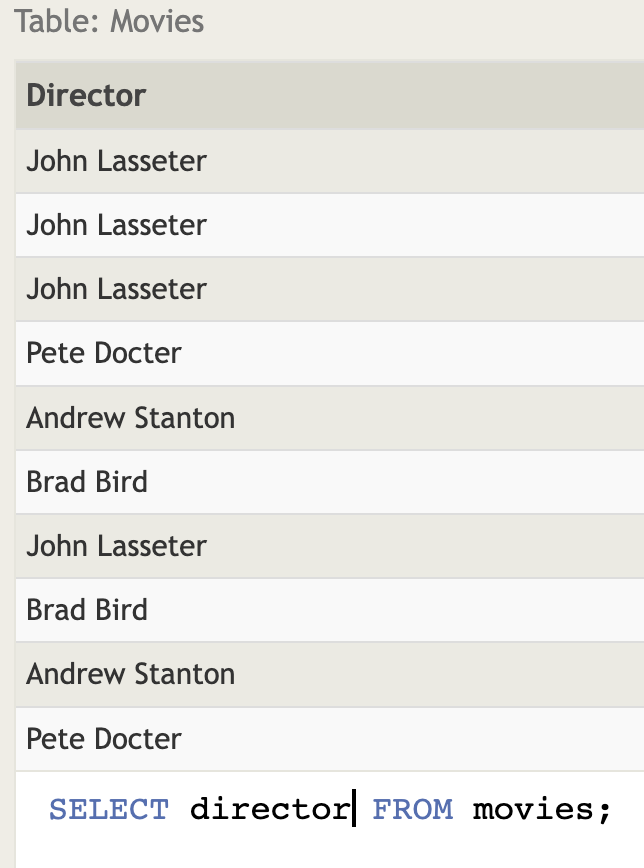 Table: Movies
Director
John Lasseter
John Lasseter
John Lasseter
Pete Docter
Andrew Stanton
Brad Bird
John Lasseter
Brad Bird
Andrew Stanton
Pete Docter
SELECT director FROM movies;